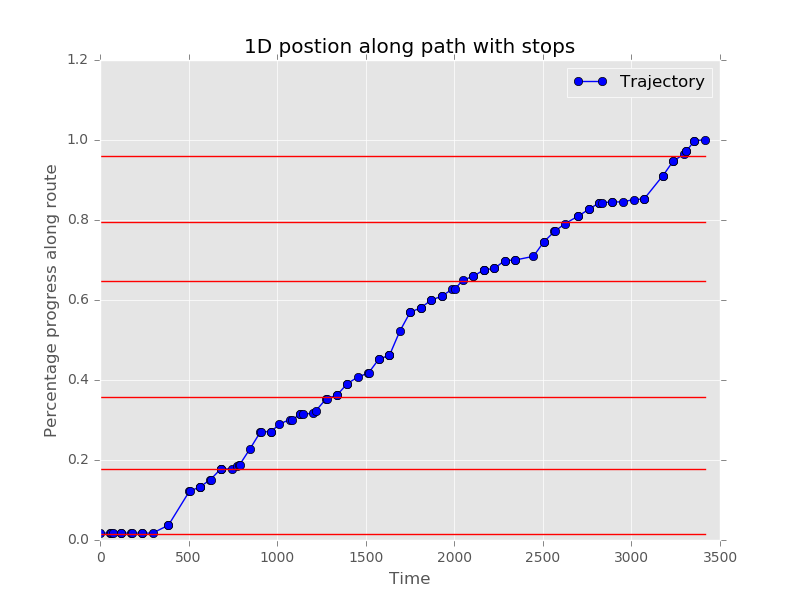 1D postion along path with stops
Trajectory
Percentage progress along route
1.2
1.0
0.8
0.6
0.4
0.2
0.0
0 500 1000 1500 2000 2500 3000 3500
Time